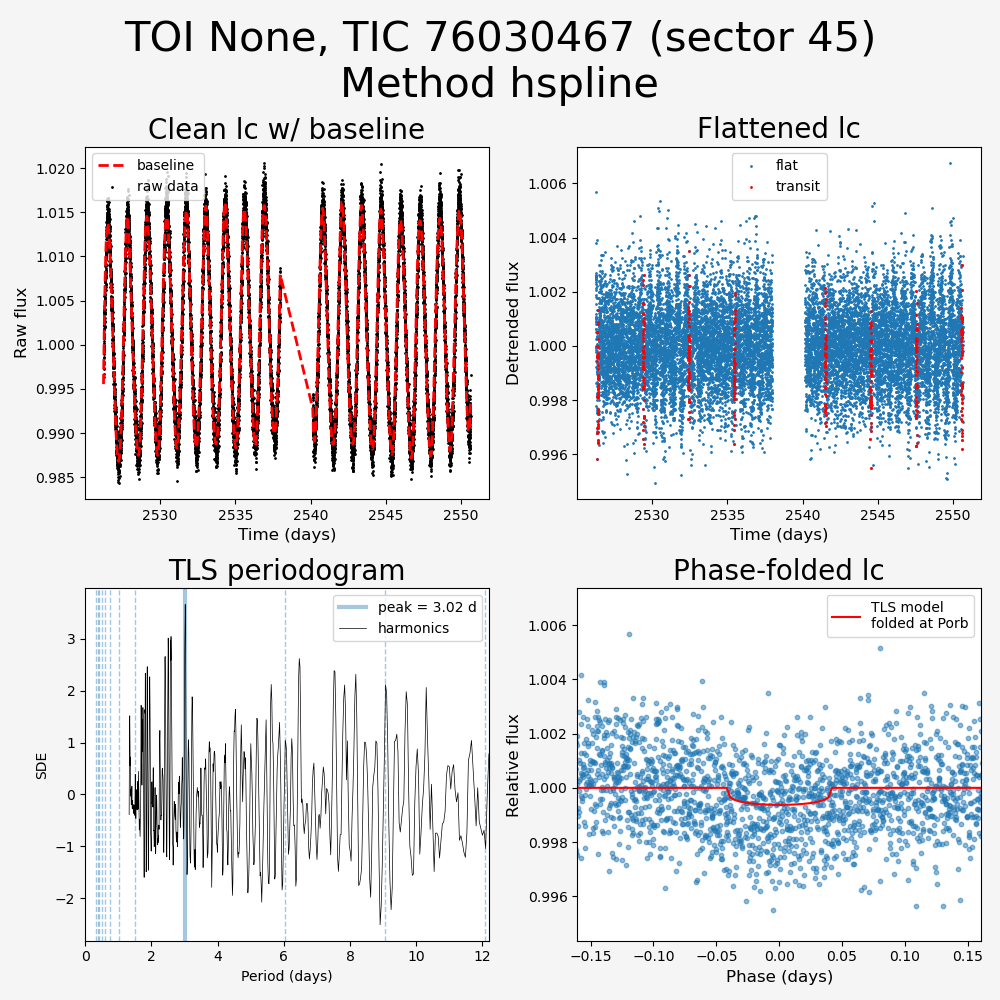 TOI None, TIC 76030467 (sector 45)
Method hspline
Clean lc w/ baseline
baseline
raw data
1.020
1.015
1.010
1.005
1.000
0.995
0.990
0.985
Raw flux
2530
2535
2540
2545
2550
Time (days)
Flattened lc
flat
transit
1.006
1.004
1.002
1.000
0.998
0.996
Detrended flux
2530
2535
2540
2545
2550
Time (days)
TLS periodogram
peak = 3.02 d
harmonics
3
2
1
0
−1
−2
SDE
0
2
4
6
8
10
12
Period (days)
Phase-folded lc
TLS model
folded at Porb
1.006
1.004
1.002
1.000
0.998
0.996
Relative flux
−0.15
−0.10
−0.05
0.00
0.05
0.10
0.15
Phase (days)